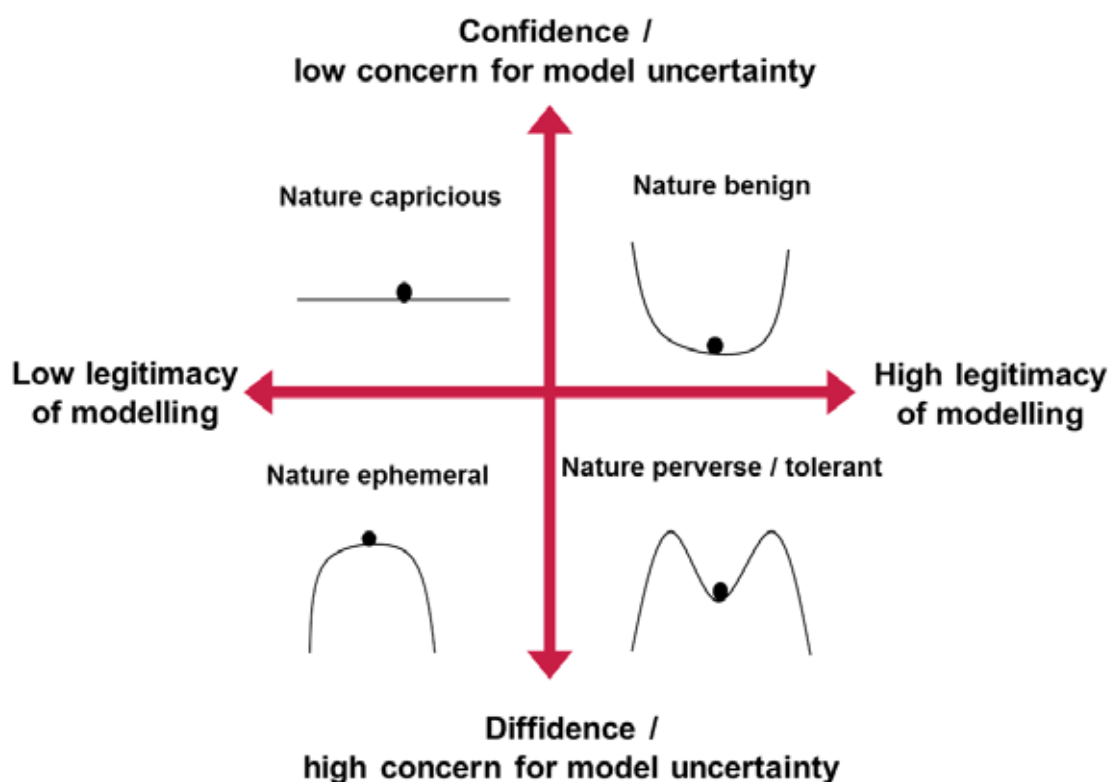 Confidence /
low concern for model uncertainty
Nature capricious
Nature benign
Low legitimacy
of modelling
High legitimacy
of modelling
Nature ephemeral
Nature perverse / tolerant
Diffidence /
high concern for model uncertainty